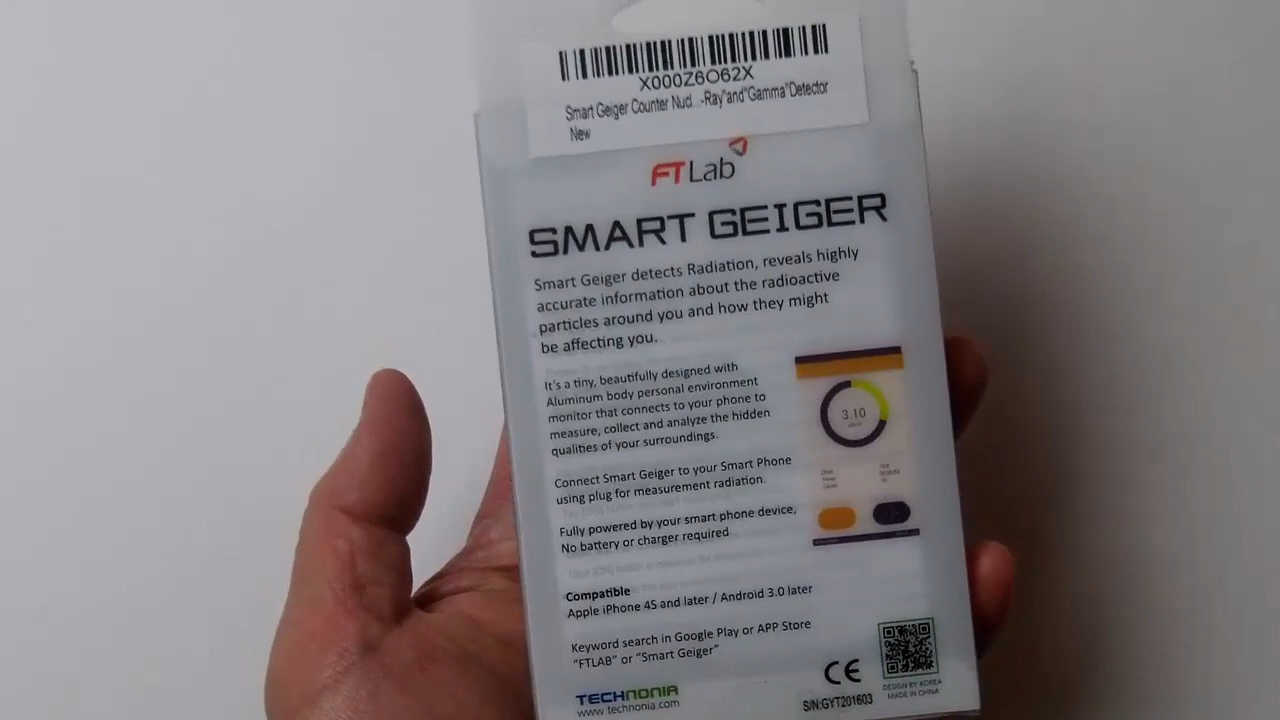 X000Z6O62X
Smart Geiger Counter Nucl...-Ray"and"Gamma"Detector
New
FTLab
SMART GEIGER
Smart Geiger detects Radiation, reveals highly
accurate information about the radioactive
particles around you and how they might
be affecting you.
It's a tiny, beautifully designed with
Aluminum body personal environment
monitor that connects to your phone to
measure, collect and analyze the hidden
qualities of your surroundings.
3.10
Connect Smart Geiger to your Smart Phone
using plug for measurement radiation.
Fully powered by your smart phone device,
No battery or charger required
Compatible
Apple iPhone 4S and later / Android 3.0 later
Keyword search in Google Play or APP Store
"FTLAB" or "Smart Geiger"
TECHNONIA
www.technonia.com
CE
S/N:GYT201603
DESIGN BY KOREA
MADE IN CHINA